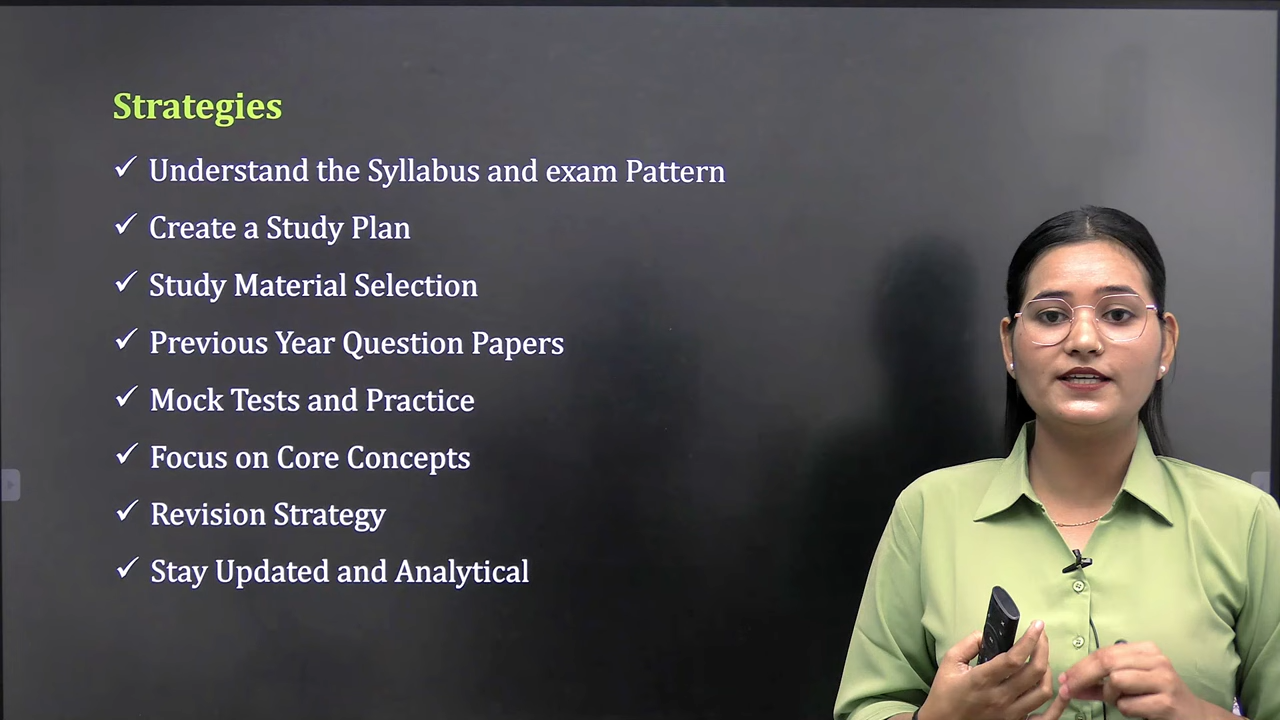 Strategies
✓ Understand the Syllabus and exam Pattern
✓ Create a Study Plan
✓ Study Material Selection
✓ Previous Year Question Papers
✓ Mock Tests and Practice
✓ Focus on Core Concepts
✓ Revision Strategy
✓ Stay Updated and Analytical